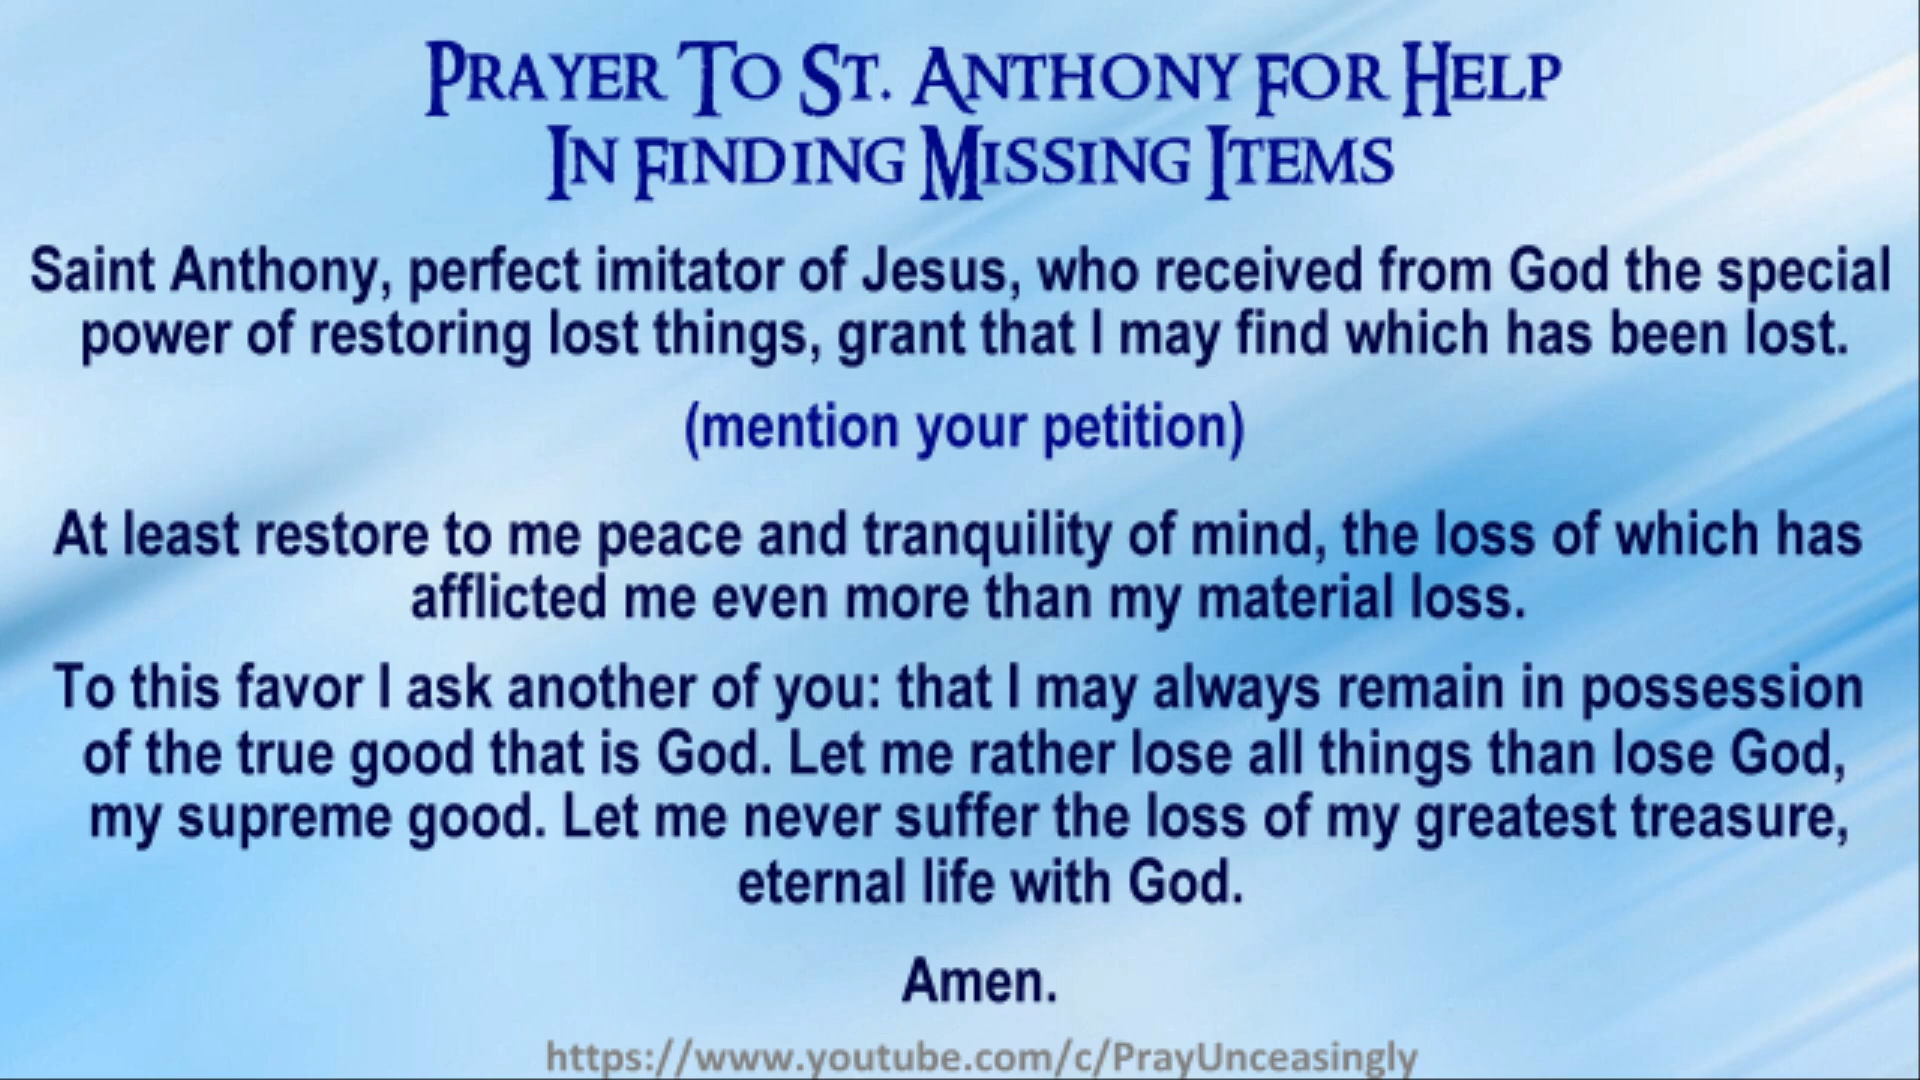 PRAYER TO ST. ANTHONY FOR HELP
IN FINDING MISSING ITEMS
Saint Anthony, perfect imitator of Jesus, who received from God the special
power of restoring lost things, grant that I may find which has been lost.
(mention your petition)
At least restore to me peace and tranquility of mind, the loss of which has
afflicted me even more than my material loss.
To this favor I ask another of you: that I may always remain in possession
of the true good that is God. Let me rather lose all things than lose God,
my supreme good. Let me never suffer the loss of my greatest treasure,
eternal life with God.
Amen.
https://www.youtube.com/c/PrayUnceasingly